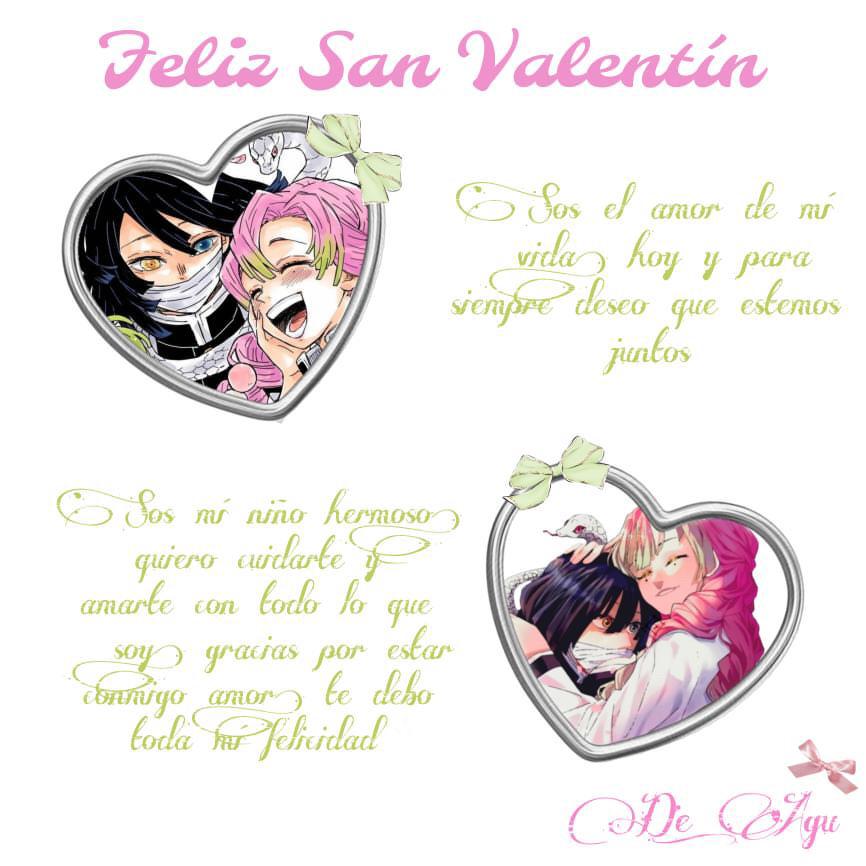 Feliz San Valentín
Sos el amor de mí
vida hoy y para
siempre deseo que estemos
juntos
Sos mí niño hermoso
quiero cuidarte y
amarte con todo lo que
soy gracias por estar
conmigo amor te debo
toda mí felicidad
De Ayu